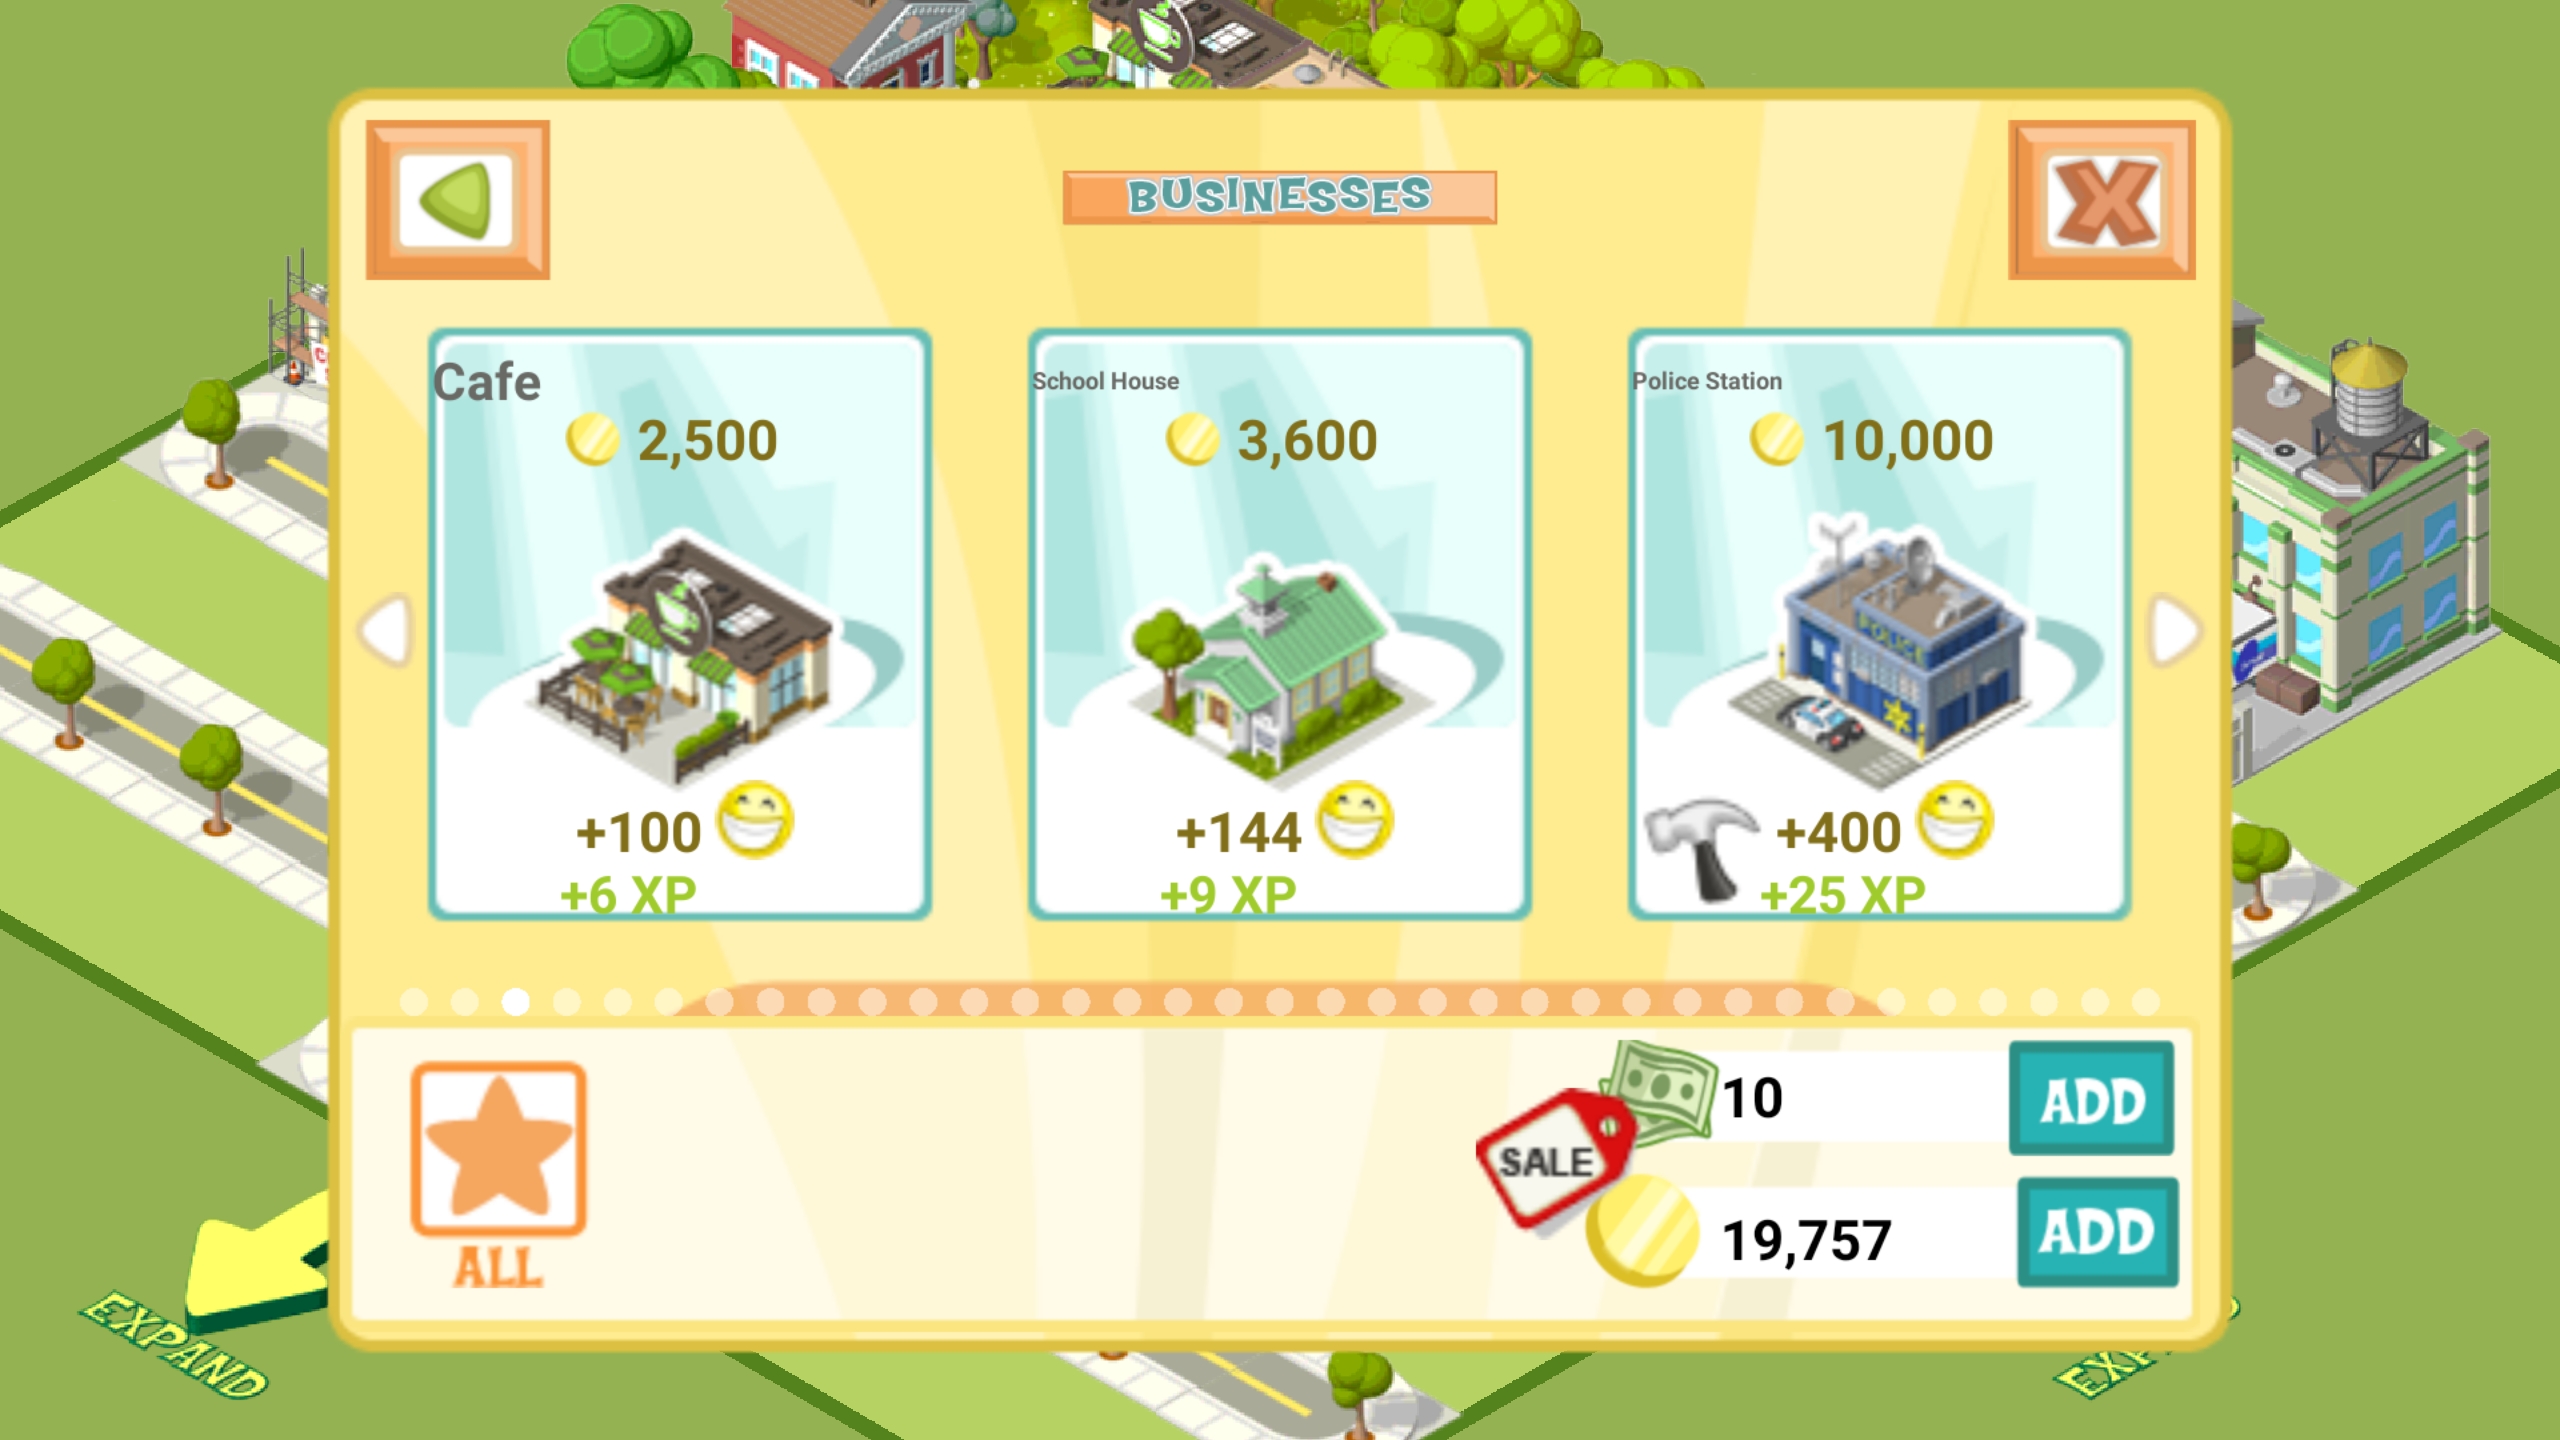 BUSINESSES
Cafe
2,500
+100
+6 XP
School House
3,600
+144
+9 XP
Police Station
10,000
POLICE
+400
+25 XP
ALL
SALE
10
ADD
19,757
ADD
EXPAND